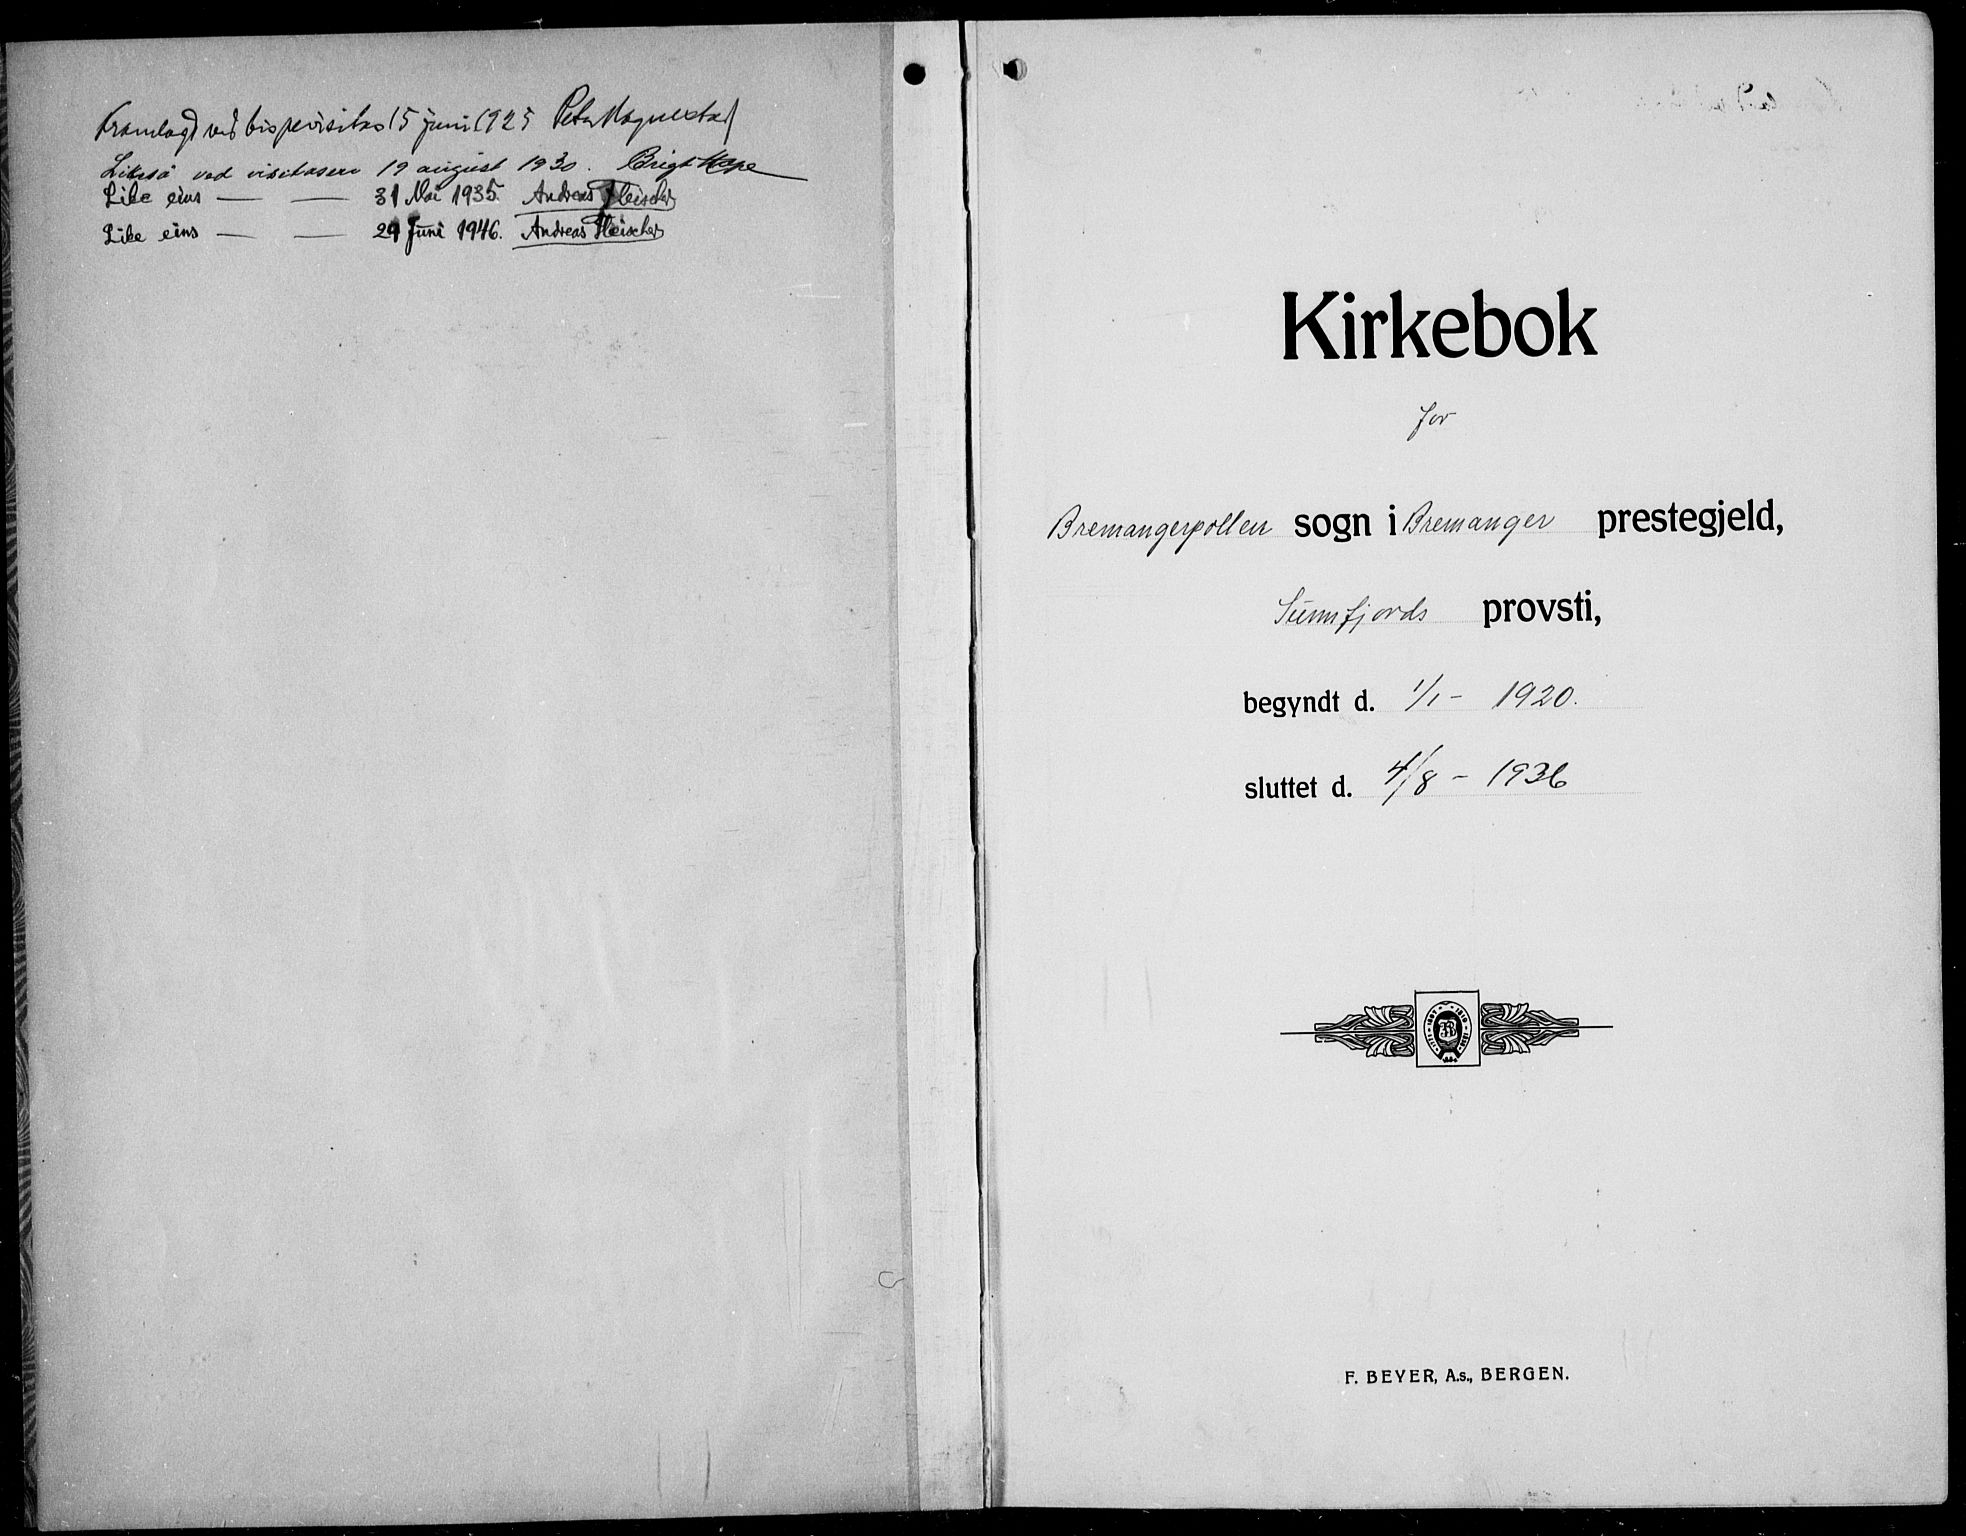 Framlagd ved bispevisitas 15 juni 1925 Peter Hognestad
Likeså ved visitasen 19 august 1930. Bright Hope
Like eins — — 31 Mai 1935. Andreas Fleischer
Like eins — — 29 Juni 1946. Andreas Fleischer
Kirkebok
for
Bremangerpollen sogn i Bremanger prestegjeld,
Sunnfjords provsti,
begyndt d. 1/1 - 1920.
sluttet d. 4/8 - 1936
F. BEYER, A.s., BERGEN.